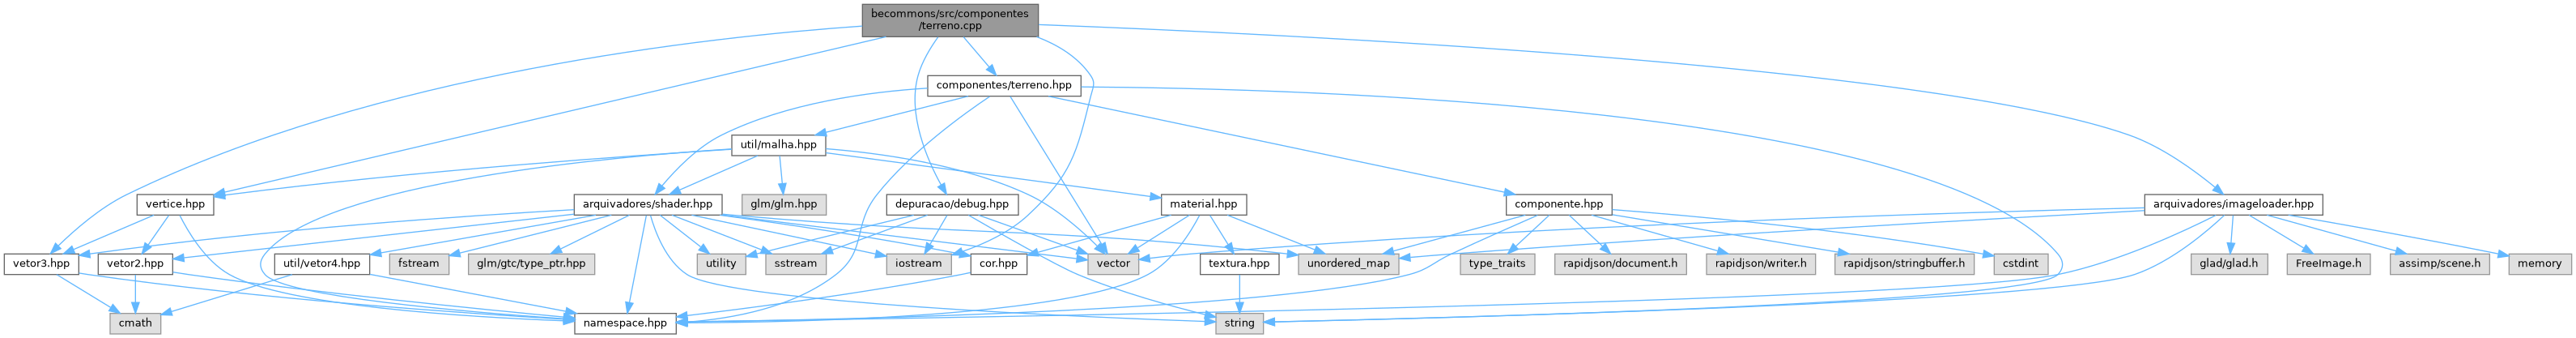 becommons/src/componentes
/terreno.cpp
componentes/terreno.hpp
util/malha.hpp
vertice.hpp
arquivadores/shader.hpp
glm/glm.hpp
depuracao/debug.hpp
material.hpp
componente.hpp
arquivadores/imageloader.hpp
vetor3.hpp
vetor2.hpp
util/vetor4.hpp
fstream
glm/gtc/type_ptr.hpp
utility
sstream
iostream
cor.hpp
vector
textura.hpp
unordered_map
type_traits
rapidjson/document.h
rapidjson/writer.h
rapidjson/stringbuffer.h
cstdint
glad/glad.h
FreeImage.h
assimp/scene.h
memory
cmath
namespace.hpp
string